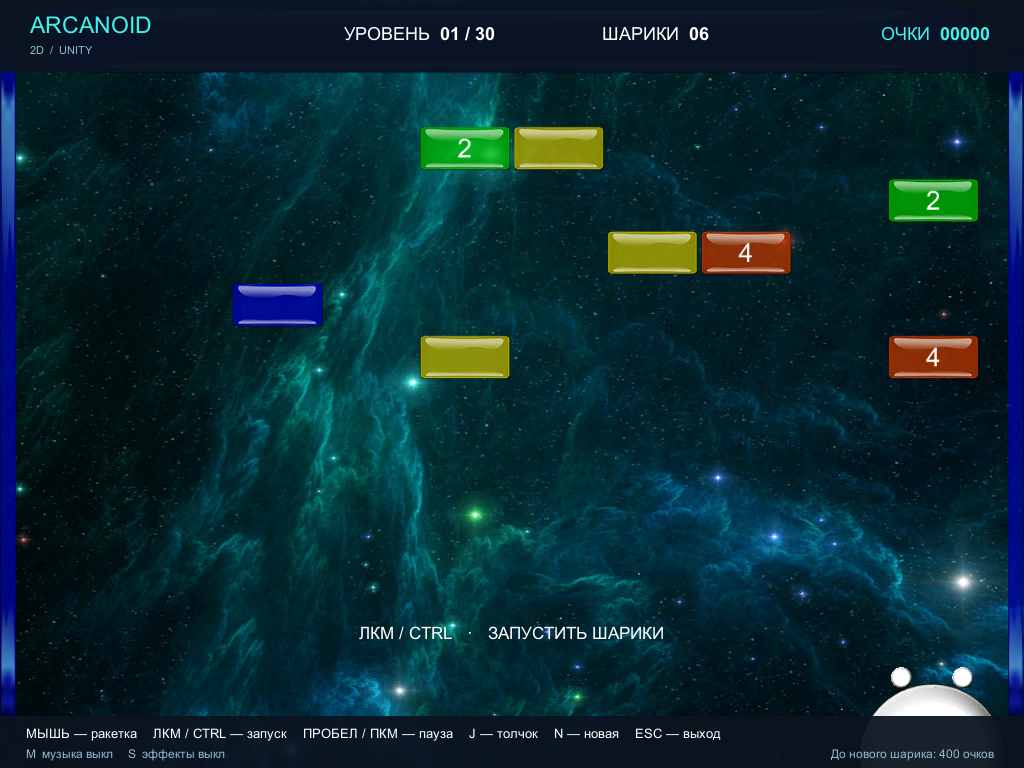 ARCANOID
2D / UNITY
УРОВЕНЬ 01 / 30
ШАРИКИ 06
ОЧКИ 00000
2
2
4
4
ЛКМ / CTRL · ЗАПУСТИТЬ ШАРИКИ
МЫШЬ — ракетка ЛКМ / CTRL — запуск ПРОБЕЛ / ПКМ — пауза J — толчок N — новая ESC — выход
M музыка выкл S эффекты выкл
До нового шарика: 400 очков